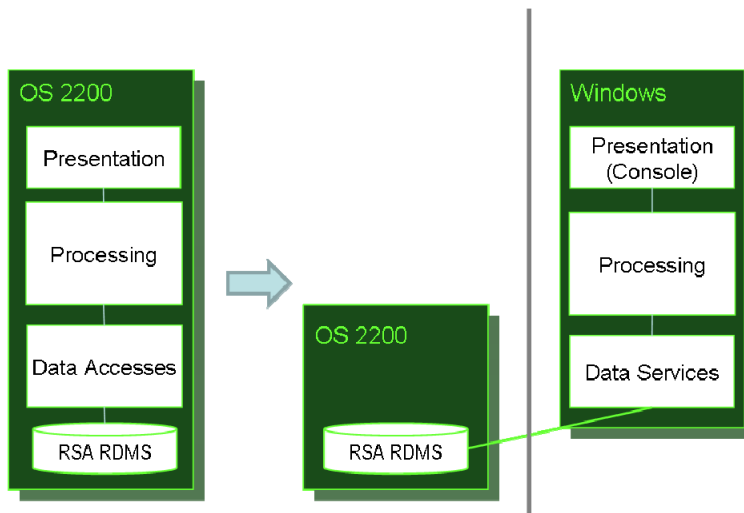 OS 2200
Presentation
Processing
Data Accesses
RSA RDMS
OS 2200
RSA RDMS
Windows
Presentation
(Console)
Processing
Data Services